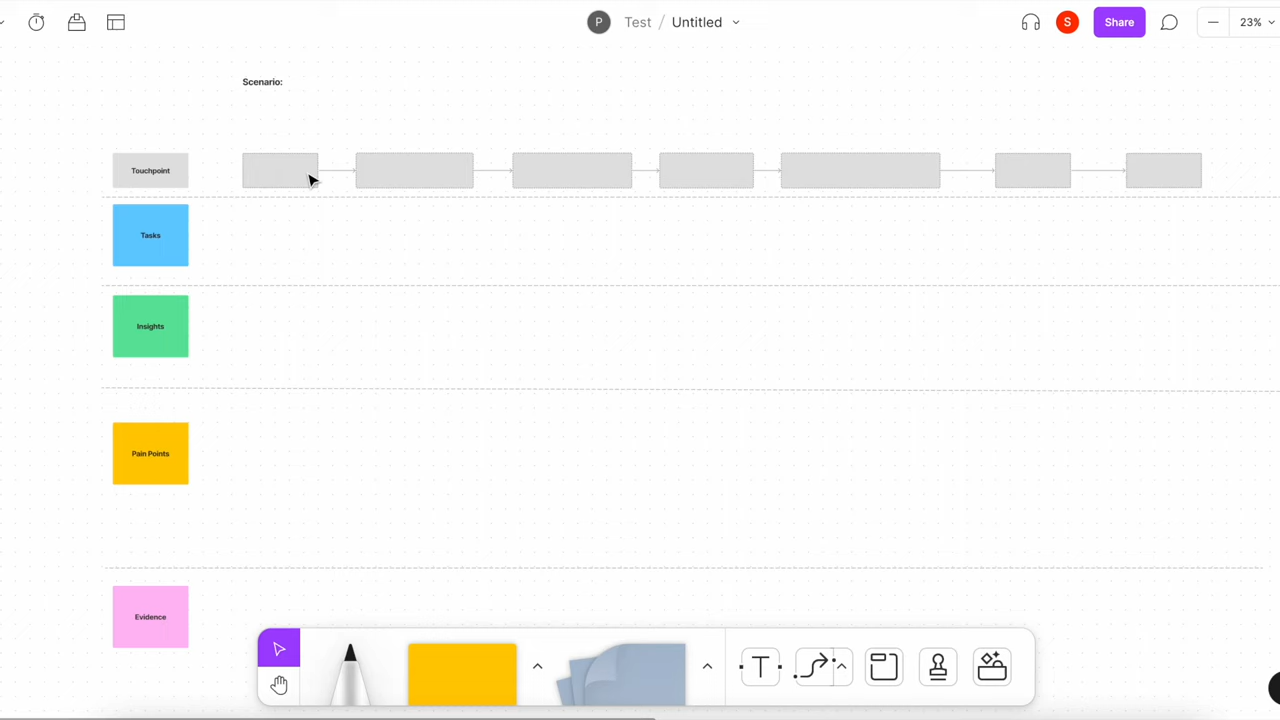 P Test / Untitled
S
Share
23%
Scenario:
Touchpoint
Tasks
Insights
Pain Points
Evidence
T